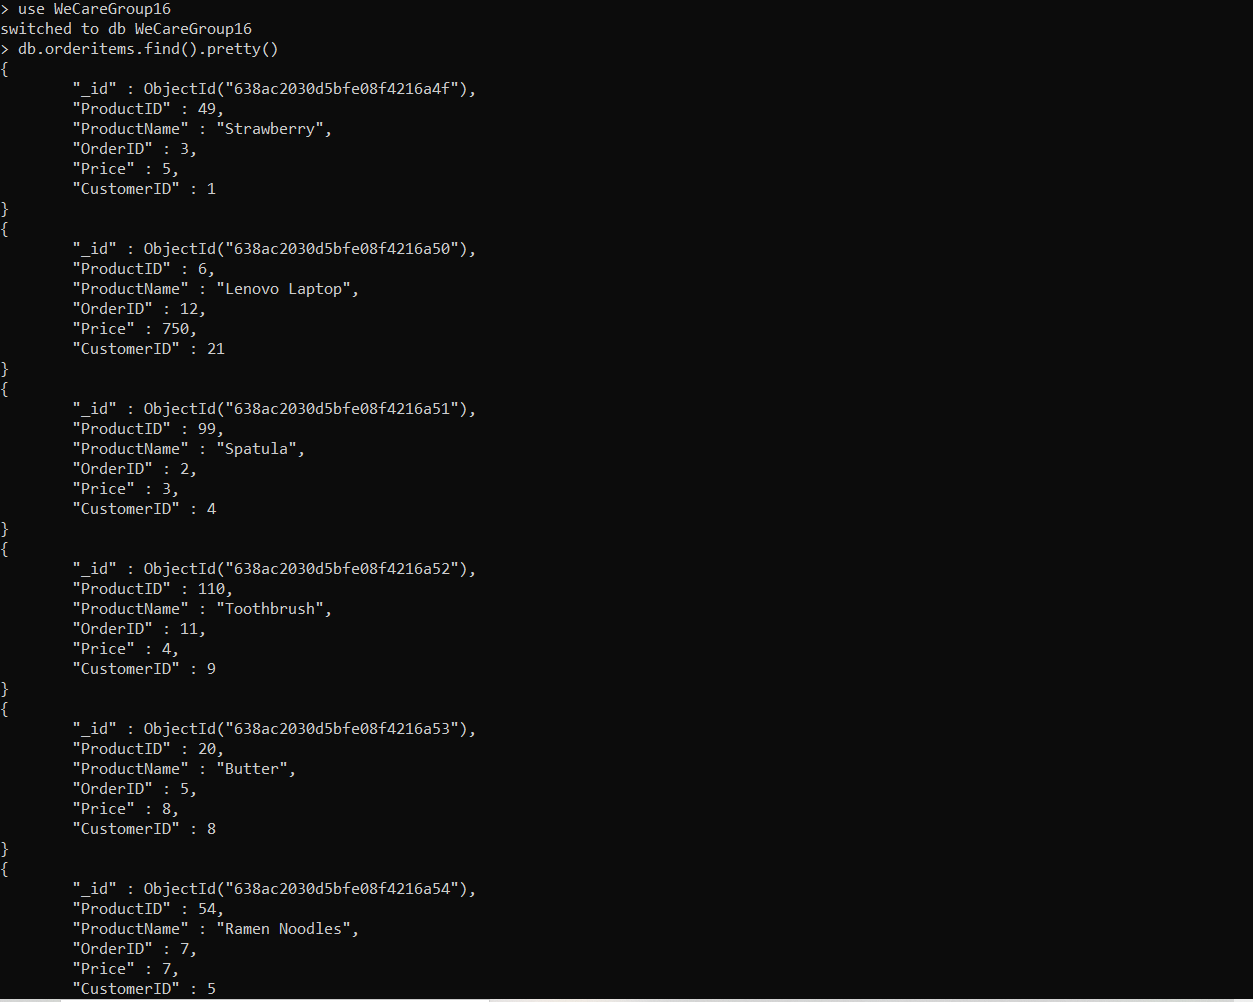 > use WeCareGroup16
switched to db WeCareGroup16
> db.orderitems.find().pretty()
{
"_id" : ObjectId("638ac2030d5bfe08f4216a4f"),
"ProductID" : 49,
"ProductName" : "Strawberry",
"OrderID" : 3,
"Price" : 5,
"CustomerID" : 1
}
{
"_id" : ObjectId("638ac2030d5bfe08f4216a50"),
"ProductID" : 6,
"ProductName" : "Lenovo Laptop",
"OrderID" : 12,
"Price" : 750,
"CustomerID" : 21
}
{
"_id" : ObjectId("638ac2030d5bfe08f4216a51"),
"ProductID" : 99,
"ProductName" : "Spatula",
"OrderID" : 2,
"Price" : 3,
"CustomerID" : 4
}
{
"_id" : ObjectId("638ac2030d5bfe08f4216a52"),
"ProductID" : 110,
"ProductName" : "Toothbrush",
"OrderID" : 11,
"Price" : 4,
"CustomerID" : 9
}
{
"_id" : ObjectId("638ac2030d5bfe08f4216a53"),
"ProductID" : 20,
"ProductName" : "Butter",
"OrderID" : 5,
"Price" : 8,
"CustomerID" : 8
}
{
"_id" : ObjectId("638ac2030d5bfe08f4216a54"),
"ProductID" : 54,
"ProductName" : "Ramen Noodles",
"OrderID" : 7,
"Price" : 7,
"CustomerID" : 5